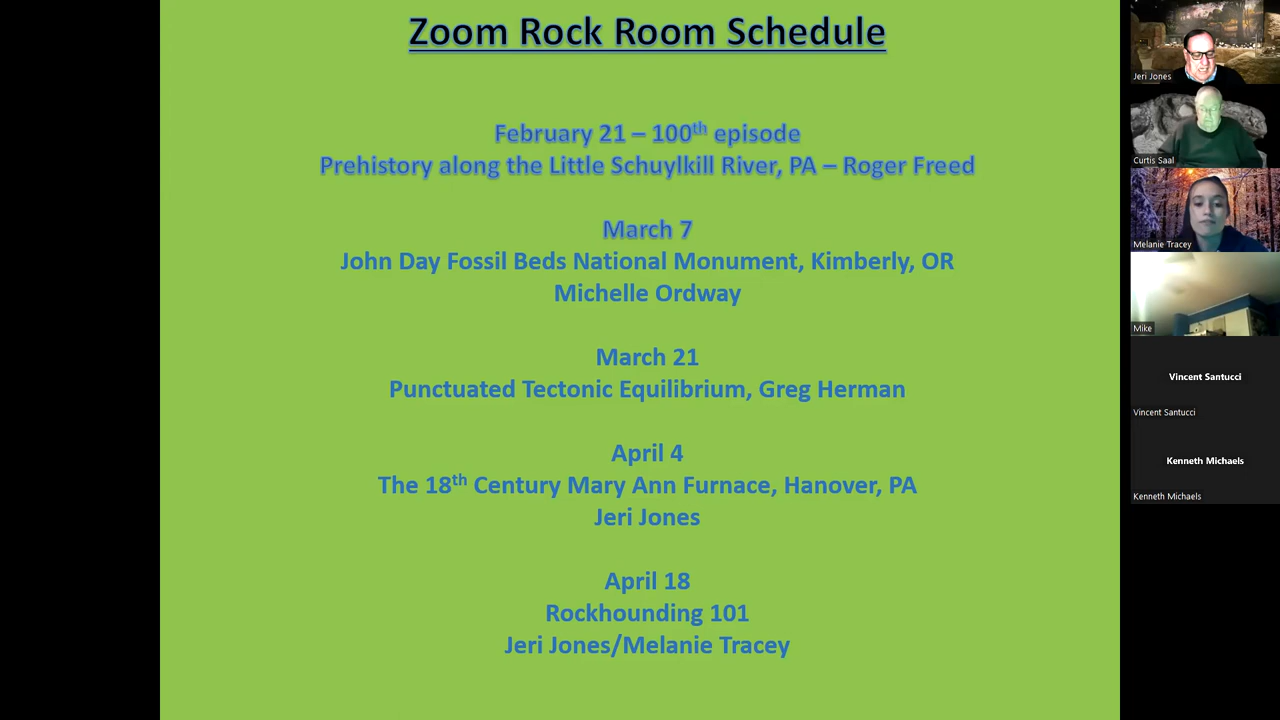 Zoom Rock Room Schedule
February 21 – 100th episode
Prehistory along the Little Schuylkill River, PA – Roger Freed
March 7
John Day Fossil Beds National Monument, Kimberly, OR
Michelle Ordway
March 21
Punctuated Tectonic Equilibrium, Greg Herman
April 4
The 18th Century Mary Ann Furnace, Hanover, PA
Jeri Jones
April 18
Rockhounding 101
Jeri Jones/Melanie Tracey
Jeri Jones
Curtis Saal
Melanie Tracey
Mike
Vincent Santucci
Vincent Santucci
Kenneth Michaels
Kenneth Michaels